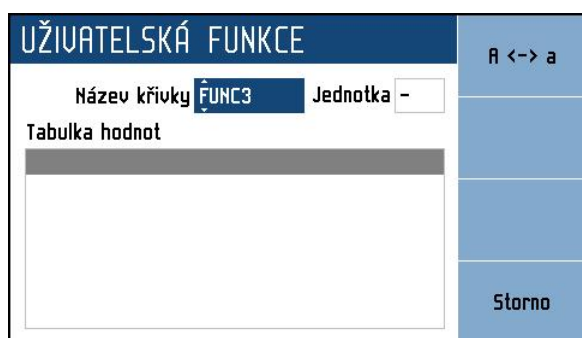 UŽIVATELSKÁ FUNKCE
Název křivky FUNC3 Jednotka -
Tabulka hodnot
A <-> a
Storno